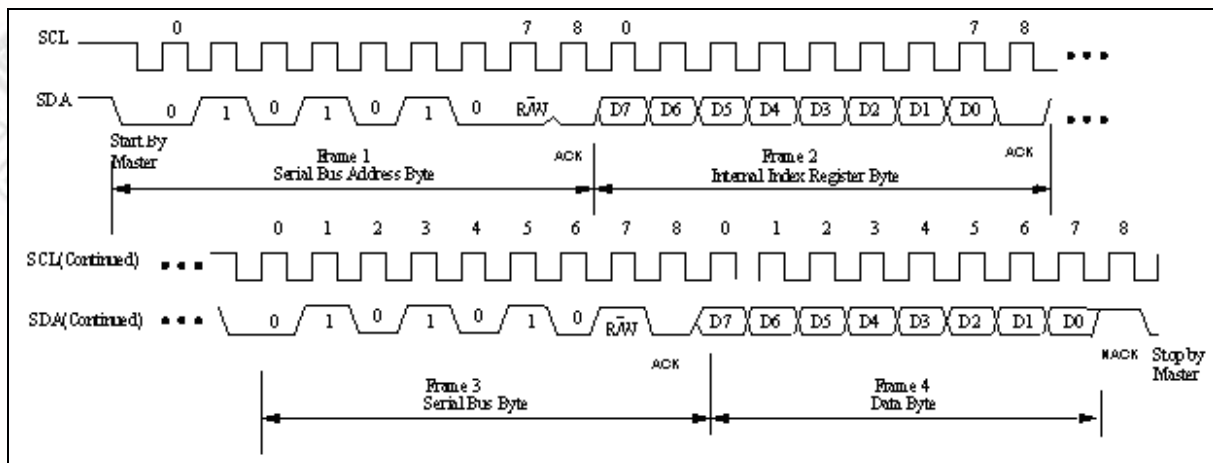 0 7 8 0 7 8
SCL
SDA
0 1 0 1 0 1 0 R/W D7 D6 D5 D4 D3 D2 D1 D0
Start By
Master
Frame 1
Serial Bus Address Byte
ACK
Frame 2
Internal Index Register Byte
ACK
0 1 2 3 4 5 6 7 8 0 1 2 3 4 5 6 7 8
SCL(Continued)
SDA(Continued)
0 1 0 1 0 1 0 R/W D7 D6 D5 D4 D3 D2 D1 D0
ACK
NACK
Stop by
Master
Frame 3
Serial Bus Byte
Frame 4
Data Byte